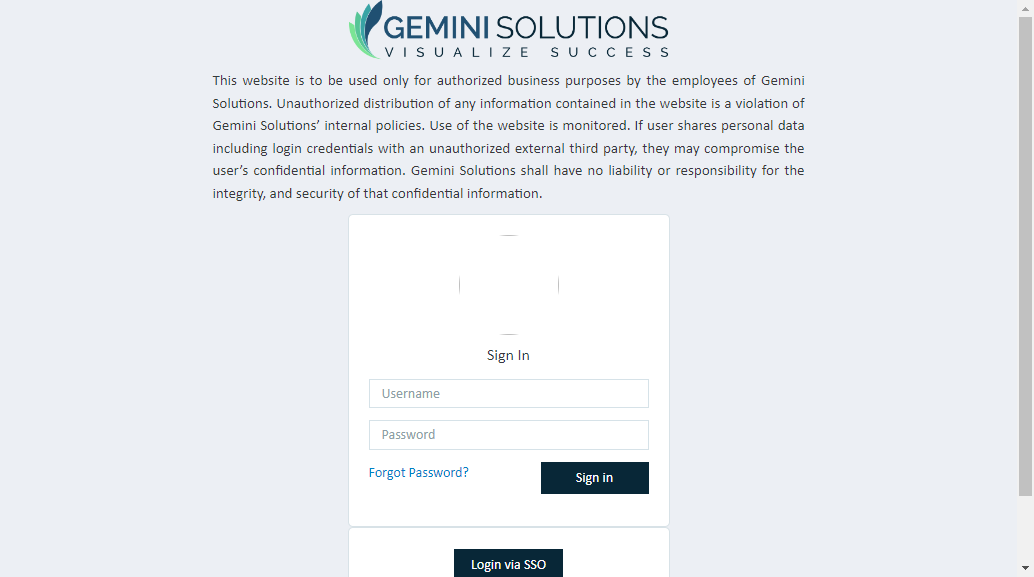 GEMINI SOLUTIONS
VISUALIZE SUCCESS
This website is to be used only for authorized business purposes by the employees of Gemini
Solutions. Unauthorized distribution of any information contained in the website is a violation of
Gemini Solutions’ internal policies. Use of the website is monitored. If user shares personal data
including login credentials with an unauthorized external third party, they may compromise the
user’s confidential information. Gemini Solutions shall have no liability or responsibility for the
integrity, and security of that confidential information.
Sign In
Username
Password
Forgot Password?
Sign in
Login via SSO